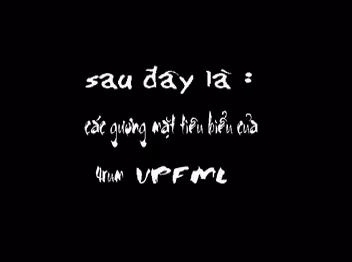 sau đây là :
các gương mặt tiêu biểu của
4rum VPFML